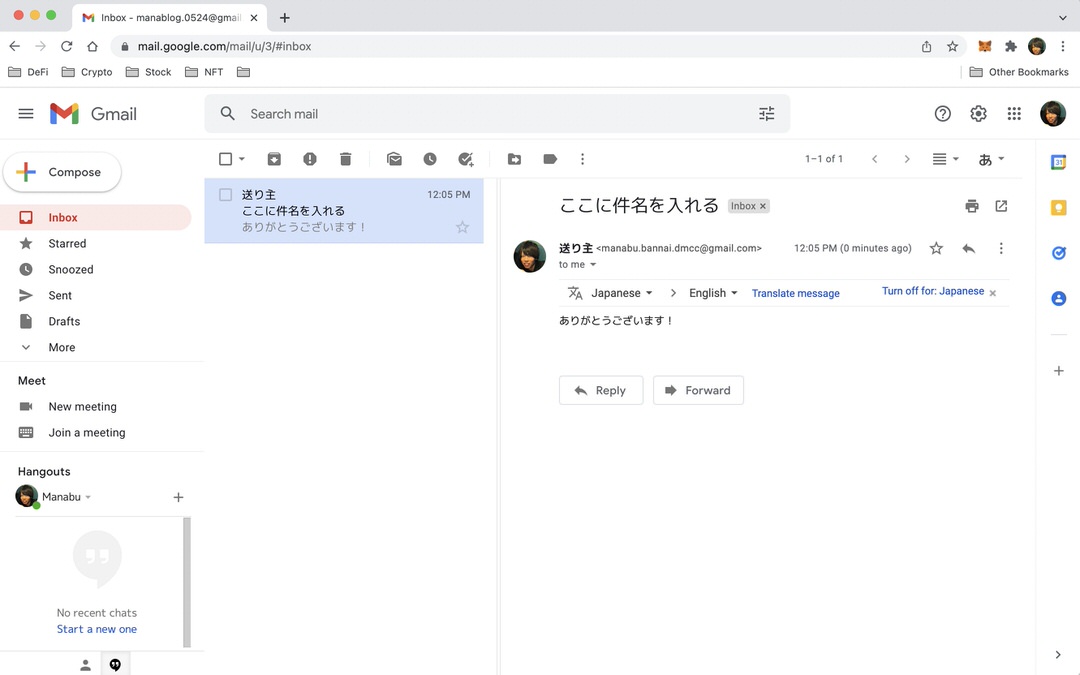 Inbox - manablog.0524@gmail
mail.google.com/mail/u/3/#inbox
DeFi Crypto Stock NFT Other Bookmarks
Gmail
Search mail
Compose
Inbox
Starred
Snoozed
Sent
Drafts
More
Meet
New meeting
Join a meeting
Hangouts
Manabu
No recent chats
Start a new one
1–1 of 1
あ
送り主 12:05 PM
ここに件名を入れる
ありがとうございます！
ここに件名を入れる Inbox ×
送り主 <manabu.bannai.dmcc@gmail.com> 12:05 PM (0 minutes ago)
to me
Japanese > English Translate message Turn off for: Japanese ×
ありがとうございます！
Reply Forward
31